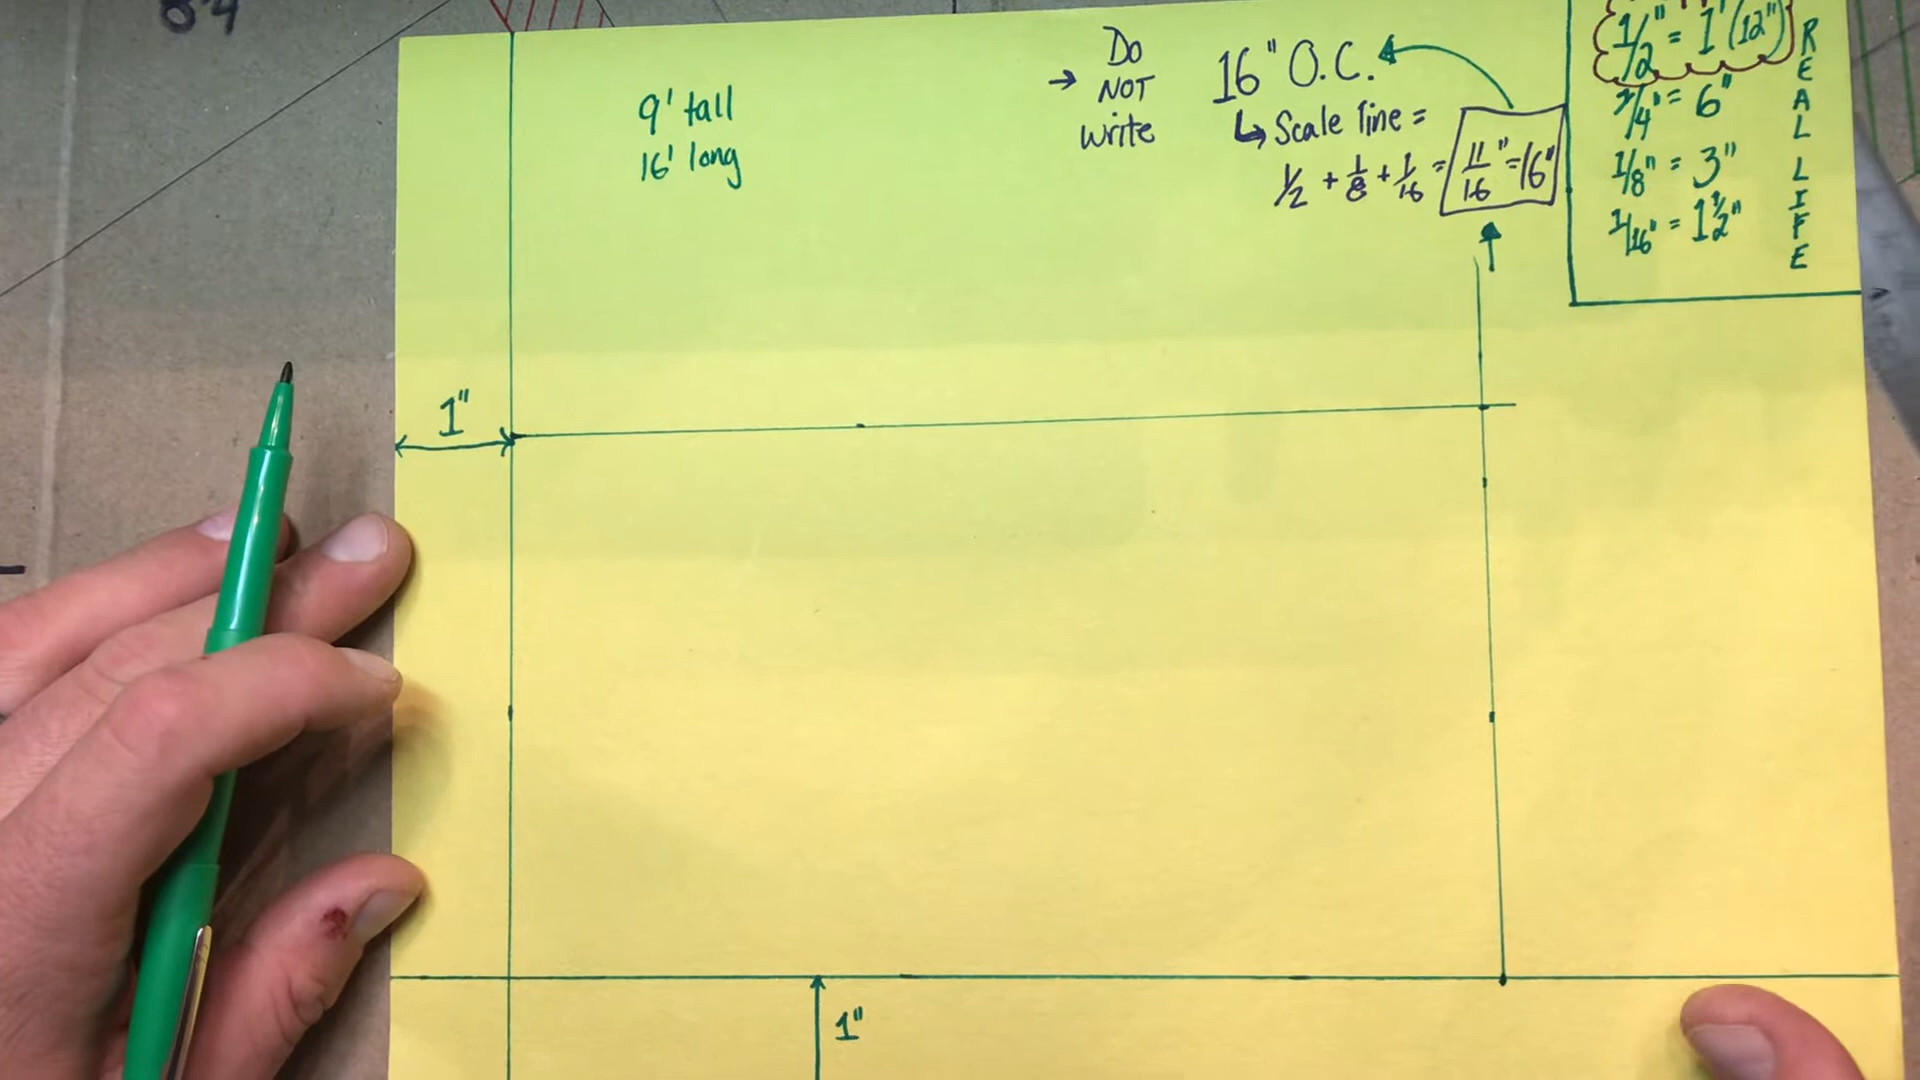 9' tall
16' long
→ Do
NOT
write
16" O.C.
↳ Scale line =
1/2 + 1/8 + 1/16 = 11/16" = 16"
1/2" = 1' (12")
1/4" = 6"
1/8" = 3"
1/16" = 1 1/2"
REAL LIFE
1"
1"